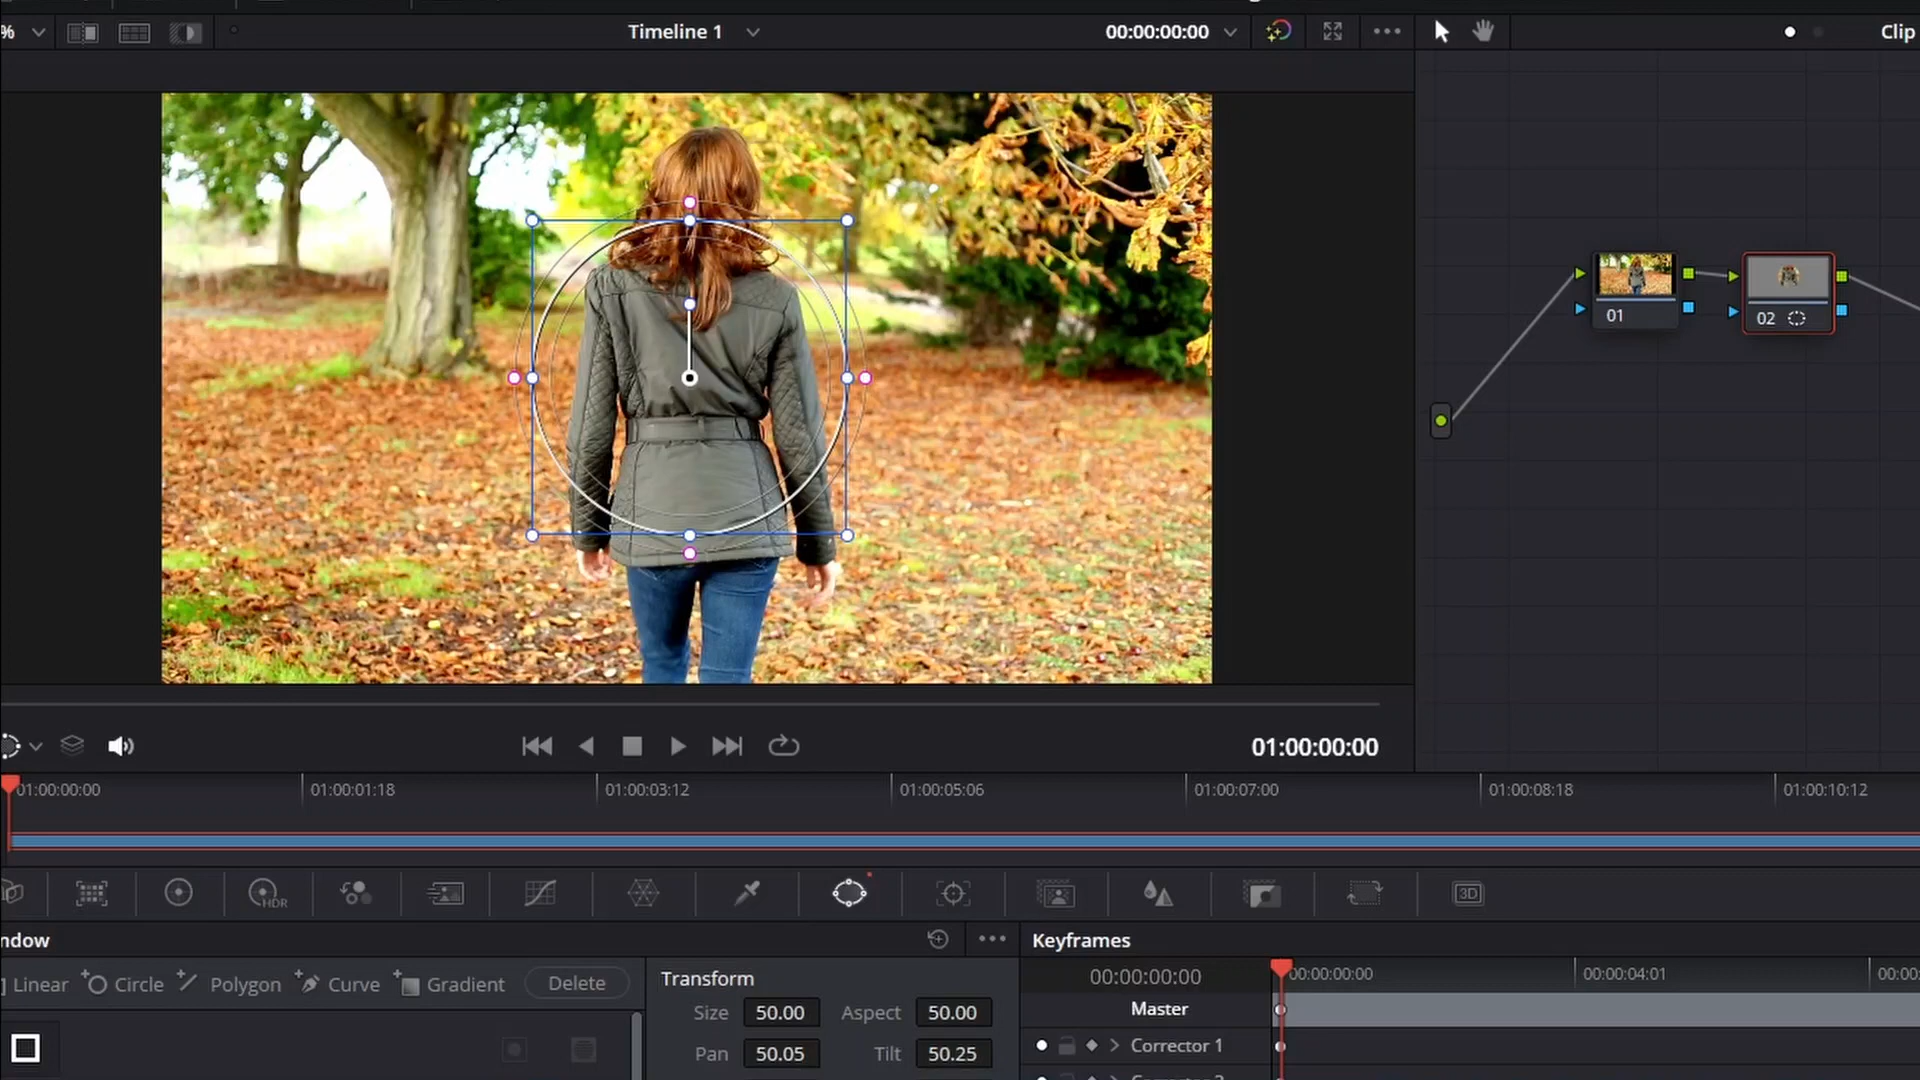 %
Timeline 1
00:00:00:00
Clip
01
02
01:00:00:00
01:00:00:00
01:00:01:18
01:00:03:12
01:00:05:06
01:00:07:00
01:00:08:18
01:00:10:12
HDR
3D
ndow
Keyframes
Linear
Circle
Polygon
Curve
Gradient
Delete
Transform
Size 50.00 Aspect 50.00
Pan 50.05 Tilt 50.25
00:00:00:00
00:00:00:00
00:00:04:01
00:00:
Master
Corrector 1